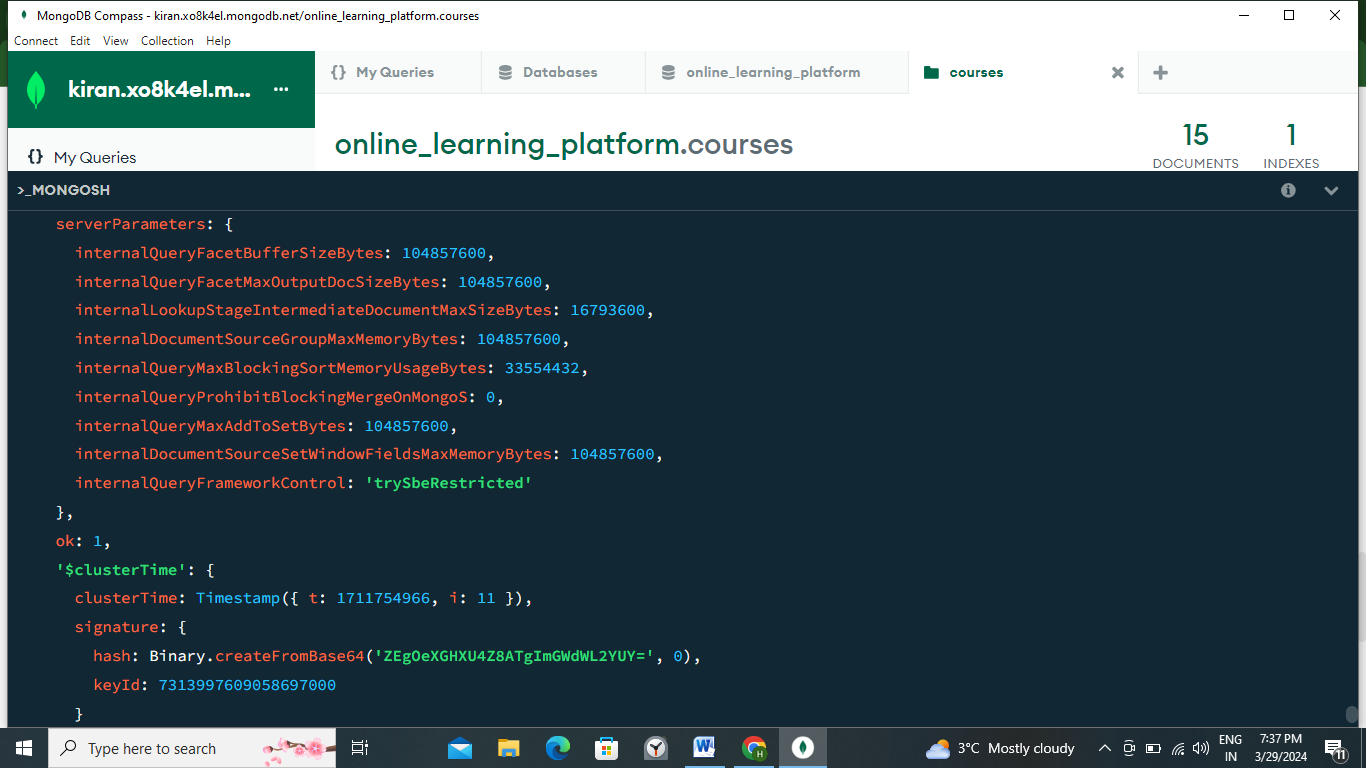 MongoDB Compass - kiran.xo8k4el.mongodb.net/online_learning_platform.courses
Connect Edit View Collection Help
kiran.xo8k4el.m... ...
My Queries
Databases
online_learning_platform
courses
{} My Queries
online_learning_platform.courses
15
DOCUMENTS
1
INDEXES
>_MONGOSH
serverParameters: {
internalQueryFacetBufferSizeBytes: 104857600,
internalQueryFacetMaxOutputDocSizeBytes: 104857600,
internalLookupStageIntermediateDocumentMaxSizeBytes: 16793600,
internalDocumentSourceGroupMaxMemoryBytes: 104857600,
internalQueryMaxBlockingSortMemoryUsageBytes: 33554432,
internalQueryProhibitBlockingMergeOnMongoS: 0,
internalQueryMaxAddToSetBytes: 104857600,
internalDocumentSourceSetWindowFieldsMaxMemoryBytes: 104857600,
internalQueryFrameworkControl: 'trySbeRestricted'
},
ok: 1,
'$clusterTime': {
clusterTime: Timestamp({ t: 1711754966, i: 11 }),
signature: {
hash: Binary.createFromBase64('ZEgOeXGHXU4Z8ATgImGWdWL2YUY=', 0),
keyId: 7313997609058697000
}
Type here to search
3°C Mostly cloudy
ENG
IN
7:37 PM
3/29/2024
11